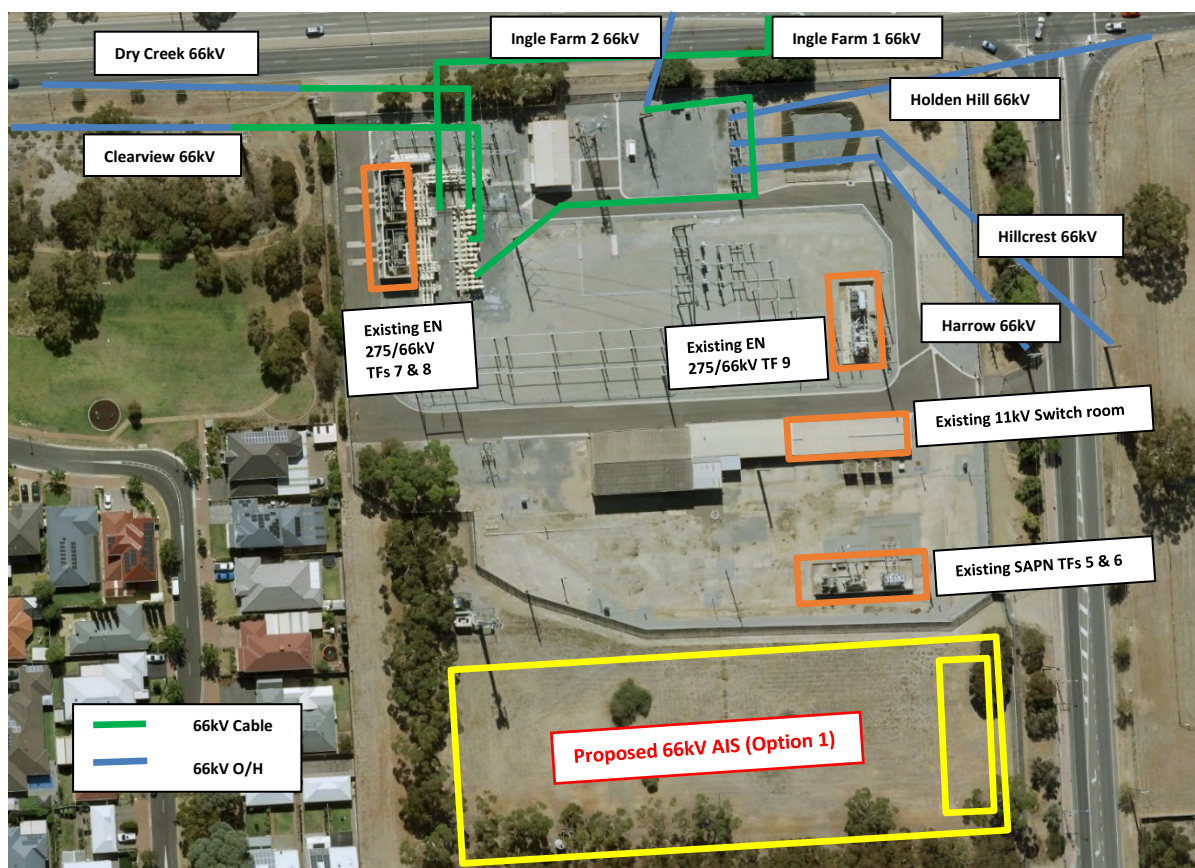 Dry Creek 66kV
Ingle Farm 2 66kV
Ingle Farm 1 66kV
Holden Hill 66kV
Clearview 66kV
Hillcrest 66kV
Harrow 66kV
Existing EN
275/66kV
TFs 7 & 8
Existing EN
275/66kV TF 9
Existing 11kV Switch room
Existing SAPN TFs 5 & 6
Proposed 66kV AIS (Option 1)
66kV Cable
66kV O/H